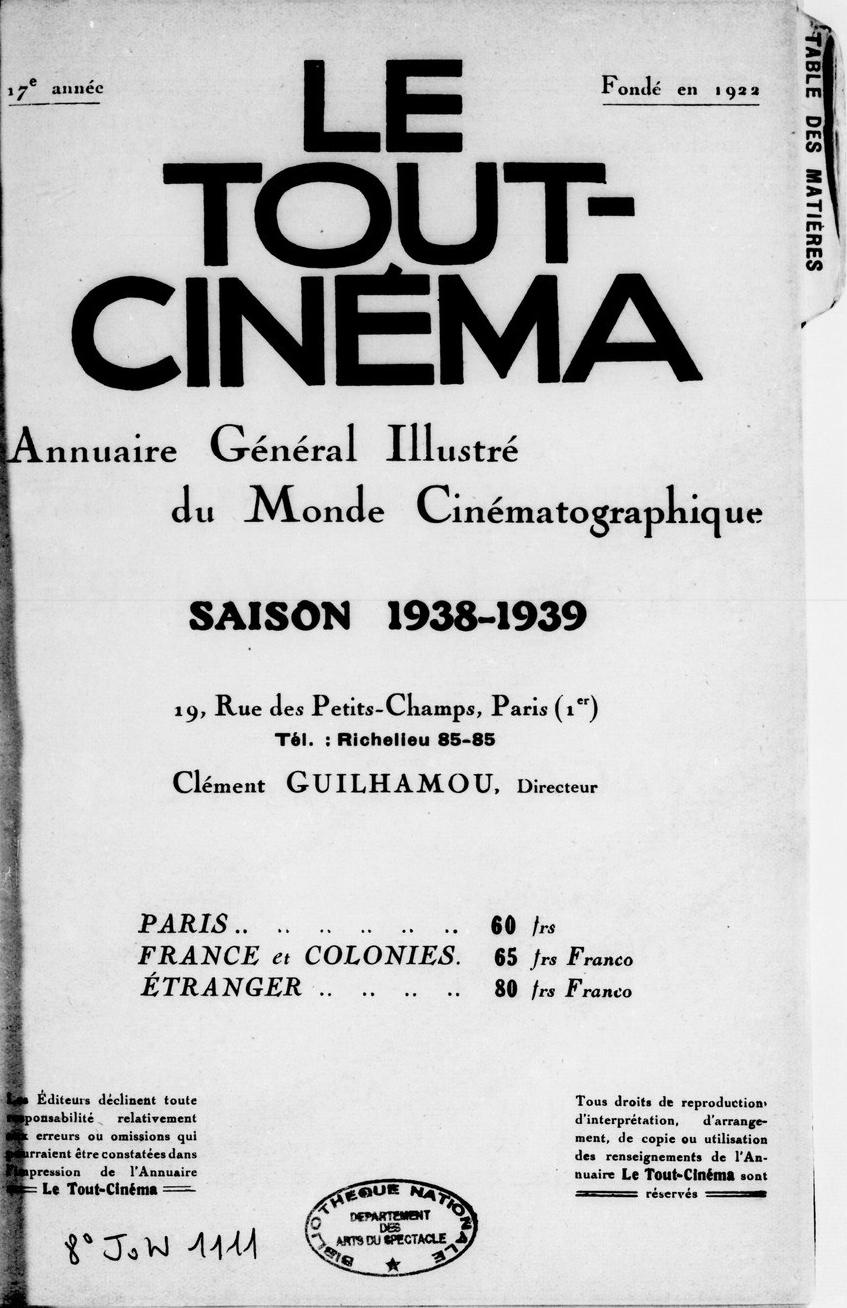 17e année
Fondé en 1922
TABLE DES MATIÈRES
LE
TOUT-
CINÉMA
Annuaire Général Illustré
du Monde Cinématographique
SAISON 1938-1939
19, Rue des Petits-Champs, Paris (1er)
Tél. : Richelieu 85-85
Clément GUILHAMOU, Directeur
PARIS .. .. .. .. .. .. 60 frs
FRANCE et COLONIES. 65 frs Franco
ÉTRANGER .. .. .. .. 80 frs Franco
Les Éditeurs déclinent toute
responsabilité relativement
aux erreurs ou omissions qui
pourraient être constatées dans
l'impression de l'Annuaire
Le Tout-Cinéma
Tous droits de reproduction,
d'interprétation, d'arrange-
ment, de copie ou utilisation
des renseignements de l'An-
nuaire Le Tout-Cinéma sont
réservés
8° Jo W 1111
BIBLIOTHEQUE NATIONALE
DEPARTEMENT
DES
ARTS DU SPECTACLE